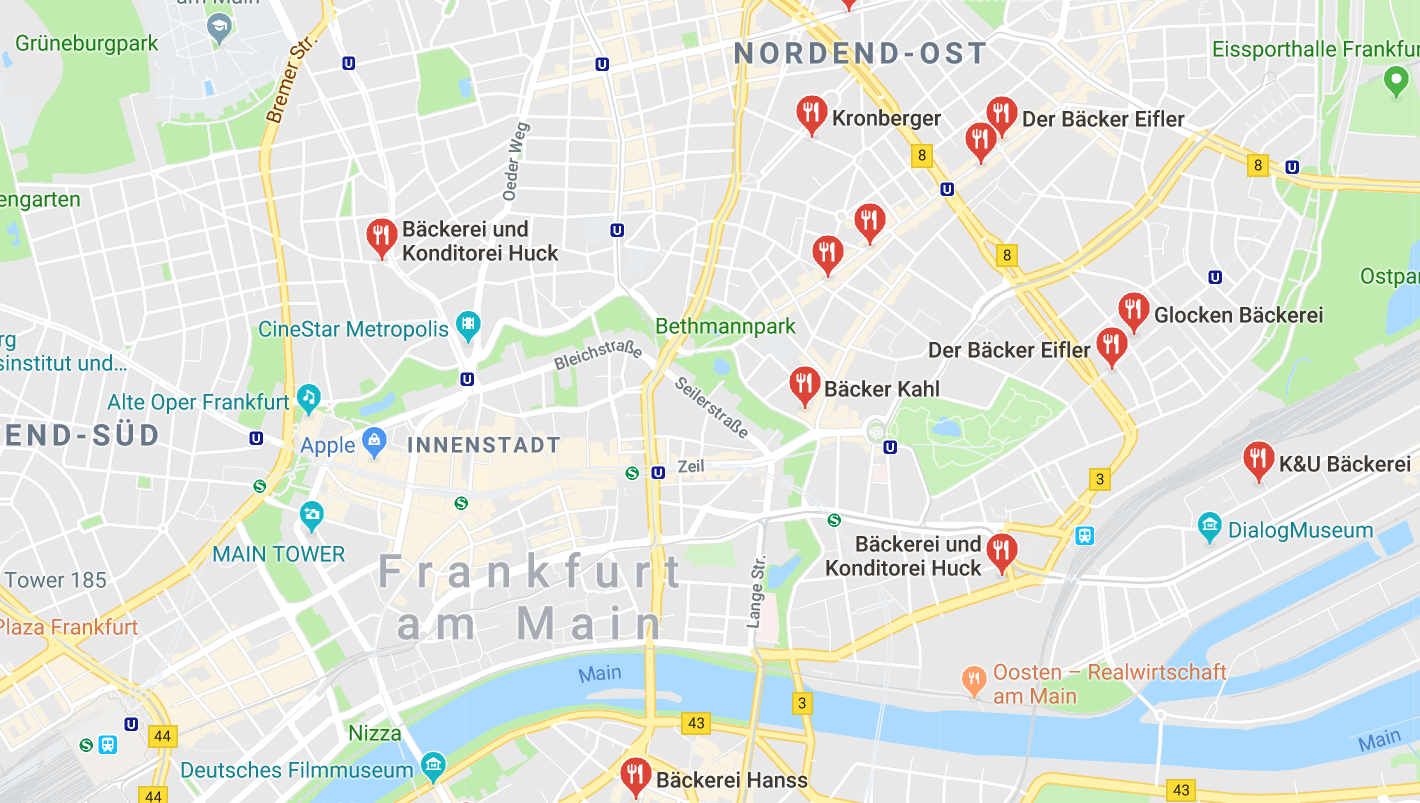 am Main
Grüneburgpark
Bremer Str.
U
U
NORDEND-OST
Eissporthalle Frankfur
Kronberger
Der Bäcker Eifler
8
8
U
U
Oeder Weg
engarten
Bäckerei und
Konditorei Huck
U
8
U
Ostpa
CineStar Metropolis
Bethmannpark
Glocken Bäckerei
rg
sinstitut und...
Bleichstraße
Der Bäcker Eifler
U
Seilerstraße
Bäcker Kahl
Alte Oper Frankfurt
END-SÜD
U
Apple
INNENSTADT
U
S
U
Zeil
K&U Bäckerei
3
S
S
S
MAIN TOWER
DialogMuseum
Bäckerei und
Konditorei Huck
Frankfurt
am Main
Tower 185
Lange Str.
Plaza Frankfurt
Main
Oosten – Realwirtschaft
am Main
3
U
43
44
S
Nizza
Main
Deutsches Filmmuseum
Bäckerei Hanss
44
43